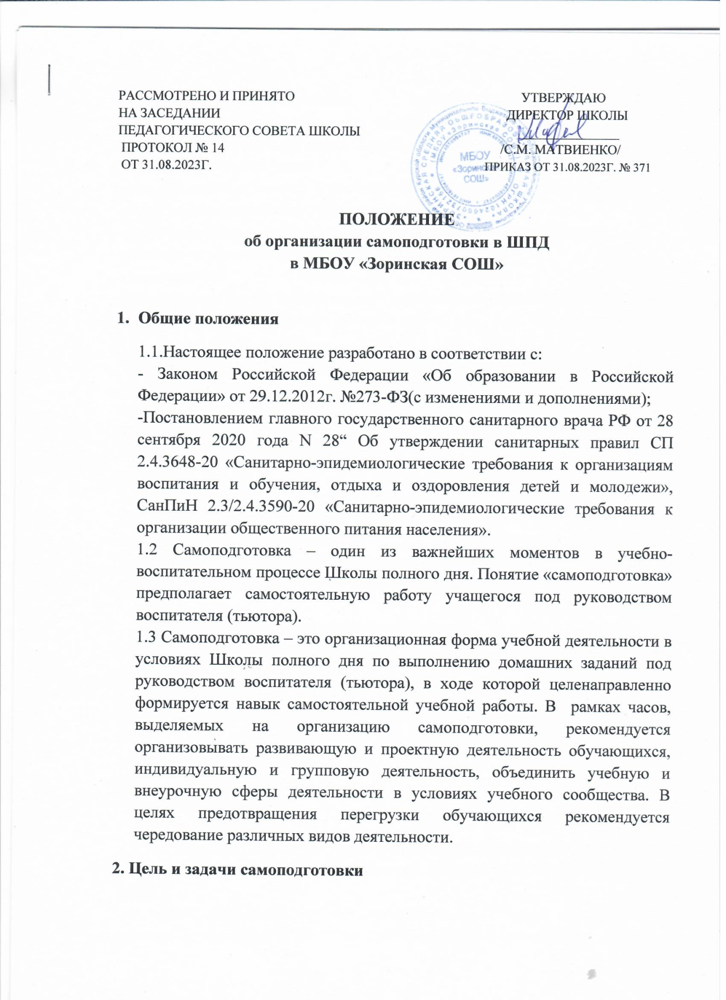 РАССМОТРЕНО И ПРИНЯТО
НА ЗАСЕДАНИИ
ПЕДАГОГИЧЕСКОГО СОВЕТА ШКОЛЫ
ПРОТОКОЛ № 14
ОТ 31.08.2023Г.
УТВЕРЖДАЮ
ДИРЕКТОР ШКОЛЫ
/С.М. МАТВИЕНКО/
ПРИКАЗ ОТ 31.08.2023Г. № 371
МБОУ
«Зоринская
СОШ»
ПОЛОЖЕНИЕ
об организации самоподготовки в ШПД
в МБОУ «Зоринская СОШ»
1. Общие положения
1.1.Настоящее положение разработано в соответствии с:
- Законом Российской Федерации «Об образовании в Российской
Федерации» от 29.12.2012г. №273-ФЗ(с изменениями и дополнениями);
-Постановлением главного государственного санитарного врача РФ от 28
сентября 2020 года N 28“ Об утверждении санитарных правил СП
2.4.3648-20 «Санитарно-эпидемиологические требования к организациям
воспитания и обучения, отдыха и оздоровления детей и молодежи»,
СанПиН 2.3/2.4.3590-20 «Санитарно-эпидемиологические требования к
организации общественного питания населения».
1.2 Самоподготовка – один из важнейших моментов в учебно-
воспитательном процессе Школы полного дня. Понятие «самоподготовка»
предполагает самостоятельную работу учащегося под руководством
воспитателя (тьютора).
1.3 Самоподготовка – это организационная форма учебной деятельности в
условиях Школы полного дня по выполнению домашних заданий под
руководством воспитателя (тьютора), в ходе которой целенаправленно
формируется навык самостоятельной учебной работы. В рамках часов,
выделяемых на организацию самоподготовки, рекомендуется
организовывать развивающую и проектную деятельность обучающихся,
индивидуальную и групповую деятельность, объединить учебную и
внеурочную сферы деятельности в условиях учебного сообщества. В
целях предотвращения перегрузки обучающихся рекомендуется
чередование различных видов деятельности.
2. Цель и задачи самоподготовки